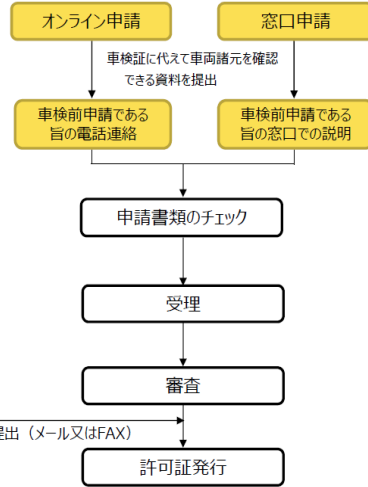 オンライン申請
窓口申請
車検証に代えて車両諸元を確認
できる資料を提出
車検前申請である
旨の電話連絡
車検前申請である
旨の窓口での説明
申請書類のチェック
受理
審査
提出（メール又はFAX）
許可証発行